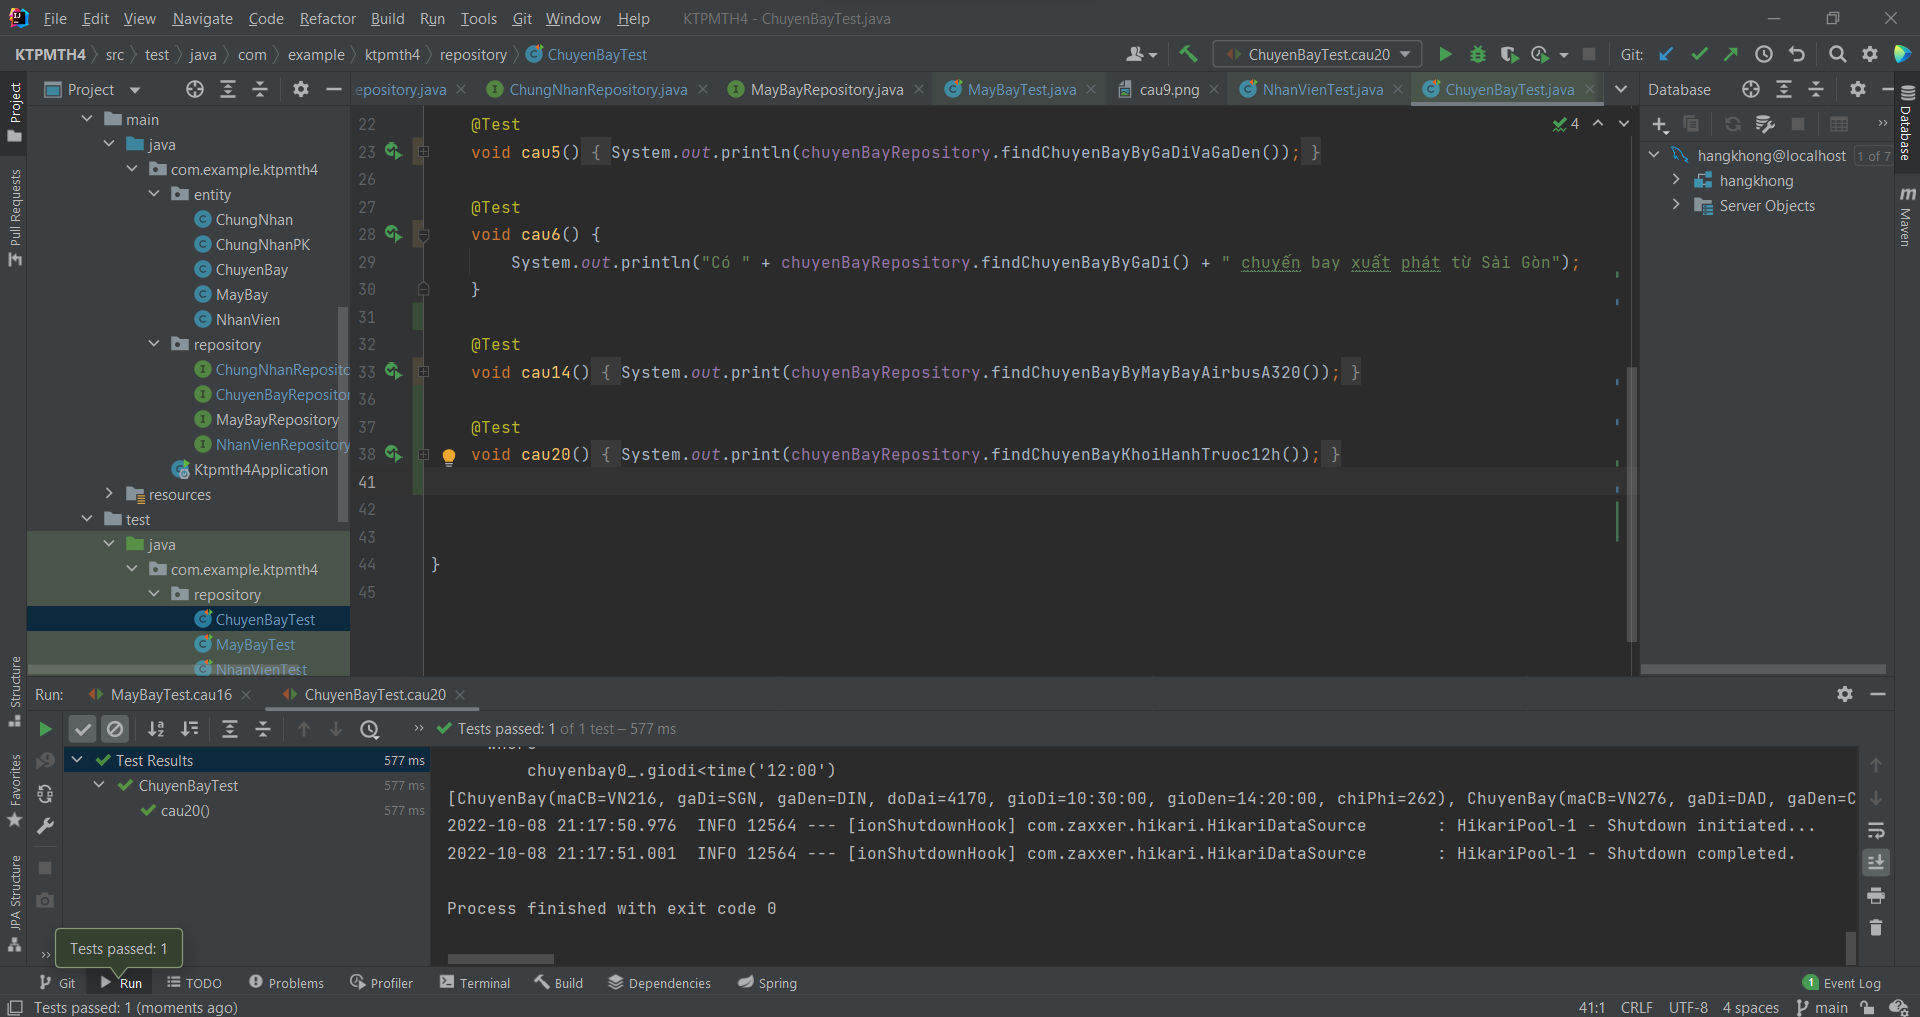 File Edit View Navigate Code Refactor Build Run Tools Git Window Help KTPMTH4 - ChuyenBayTest.java
KTPMTH4 src test java com example ktpmth4 repository ChuyenBayTest ChuyenBayTest.cau20 Git:
Project epository.java ChungNhanRepository.java MayBayRepository.java MayBayTest.java cau9.png NhanVienTest.java ChuyenBayTest.java Database
Project
Pull Requests
Structure
Favorites
JPA Structure
main
java
com.example.ktpmth4
entity
ChungNhan
ChungNhanPK
ChuyenBay
MayBay
NhanVien
repository
ChungNhanReposito
ChuyenBayRepositor
MayBayRepository
NhanVienRepository
Ktpmth4Application
resources
test
java
com.example.ktpmth4
repository
ChuyenBayTest
MayBayTest
NhanVienTest
22 @Test
23 void cau5() { System.out.println(chuyenBayRepository.findChuyenBayByGaDiVaGaDen()); }
26
27 @Test
28 void cau6() {
29 System.out.println("Có " + chuyenBayRepository.findChuyenBayByGaDi() + " chuyến bay xuất phát từ Sài Gòn");
30 }
31
32 @Test
33 void cau14() { System.out.print(chuyenBayRepository.findChuyenBayByMayBayAirbusA320()); }
36
37 @Test
38 void cau20() { System.out.print(chuyenBayRepository.findChuyenBayKhoiHanhTruoc12h()); }
41
42
43
44 }
45
4
hangkhong@localhost 1 of 7
hangkhong
Server Objects
Database
Maven
Run: MayBayTest.cau16 ChuyenBayTest.cau20
Tests passed: 1 of 1 test – 577 ms
Test Results 577 ms
ChuyenBayTest 577 ms
cau20() 577 ms
where
chuyenbay0_.giodi<time('12:00')
[ChuyenBay(maCB=VN216, gaDi=SGN, gaDen=DIN, doDai=4170, gioDi=10:30:00, gioDen=14:20:00, chiPhi=262), ChuyenBay(maCB=VN276, gaDi=DAD, gaDen=C
2022-10-08 21:17:50.976 INFO 12564 --- [ionShutdownHook] com.zaxxer.hikari.HikariDataSource : HikariPool-1 - Shutdown initiated...
2022-10-08 21:17:51.001 INFO 12564 --- [ionShutdownHook] com.zaxxer.hikari.HikariDataSource : HikariPool-1 - Shutdown completed.
Process finished with exit code 0
Tests passed: 1
Git Run TODO Problems Profiler Terminal Build Dependencies Spring 1 Event Log
Tests passed: 1 (moments ago) 41:1 CRLF UTF-8 4 spaces main